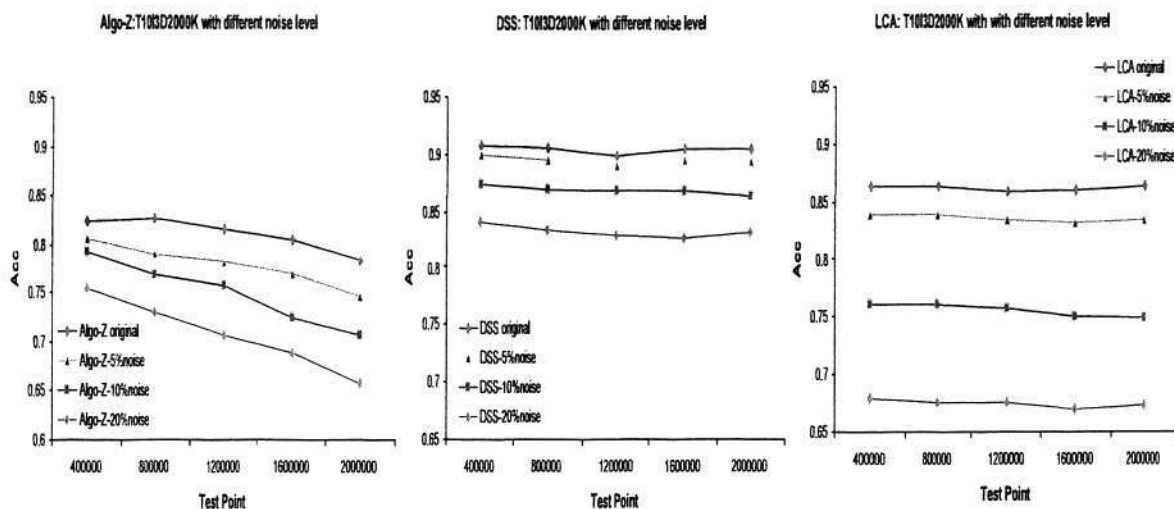 Algo-Z:T10I3D2000K with different noise level
Acc
0.95
0.9
0.85
0.8
0.75
0.7
0.65
0.6
Algo-Z original
Algo-Z-5%noise
Algo-Z-10%noise
Algo-Z-20%noise
400000 800000 1200000 1600000 2000000
Test Point
DSS: T10I3D2000K with different noise level
Acc
0.95
0.9
0.85
0.8
0.75
0.7
0.65
DSS original
DSS-5%noise
DSS-10%noise
DSS-20%noise
400000 800000 1200000 1600000 2000000
Test Point
LCA: T10I3D2000K with with different noise level
LCA original
LCA-5%noise
LCA-10%noise
LCA-20%noise
Acc
0.95
0.9
0.85
0.8
0.75
0.7
0.65
400000 800000 1200000 1600000 2000000
Test Point